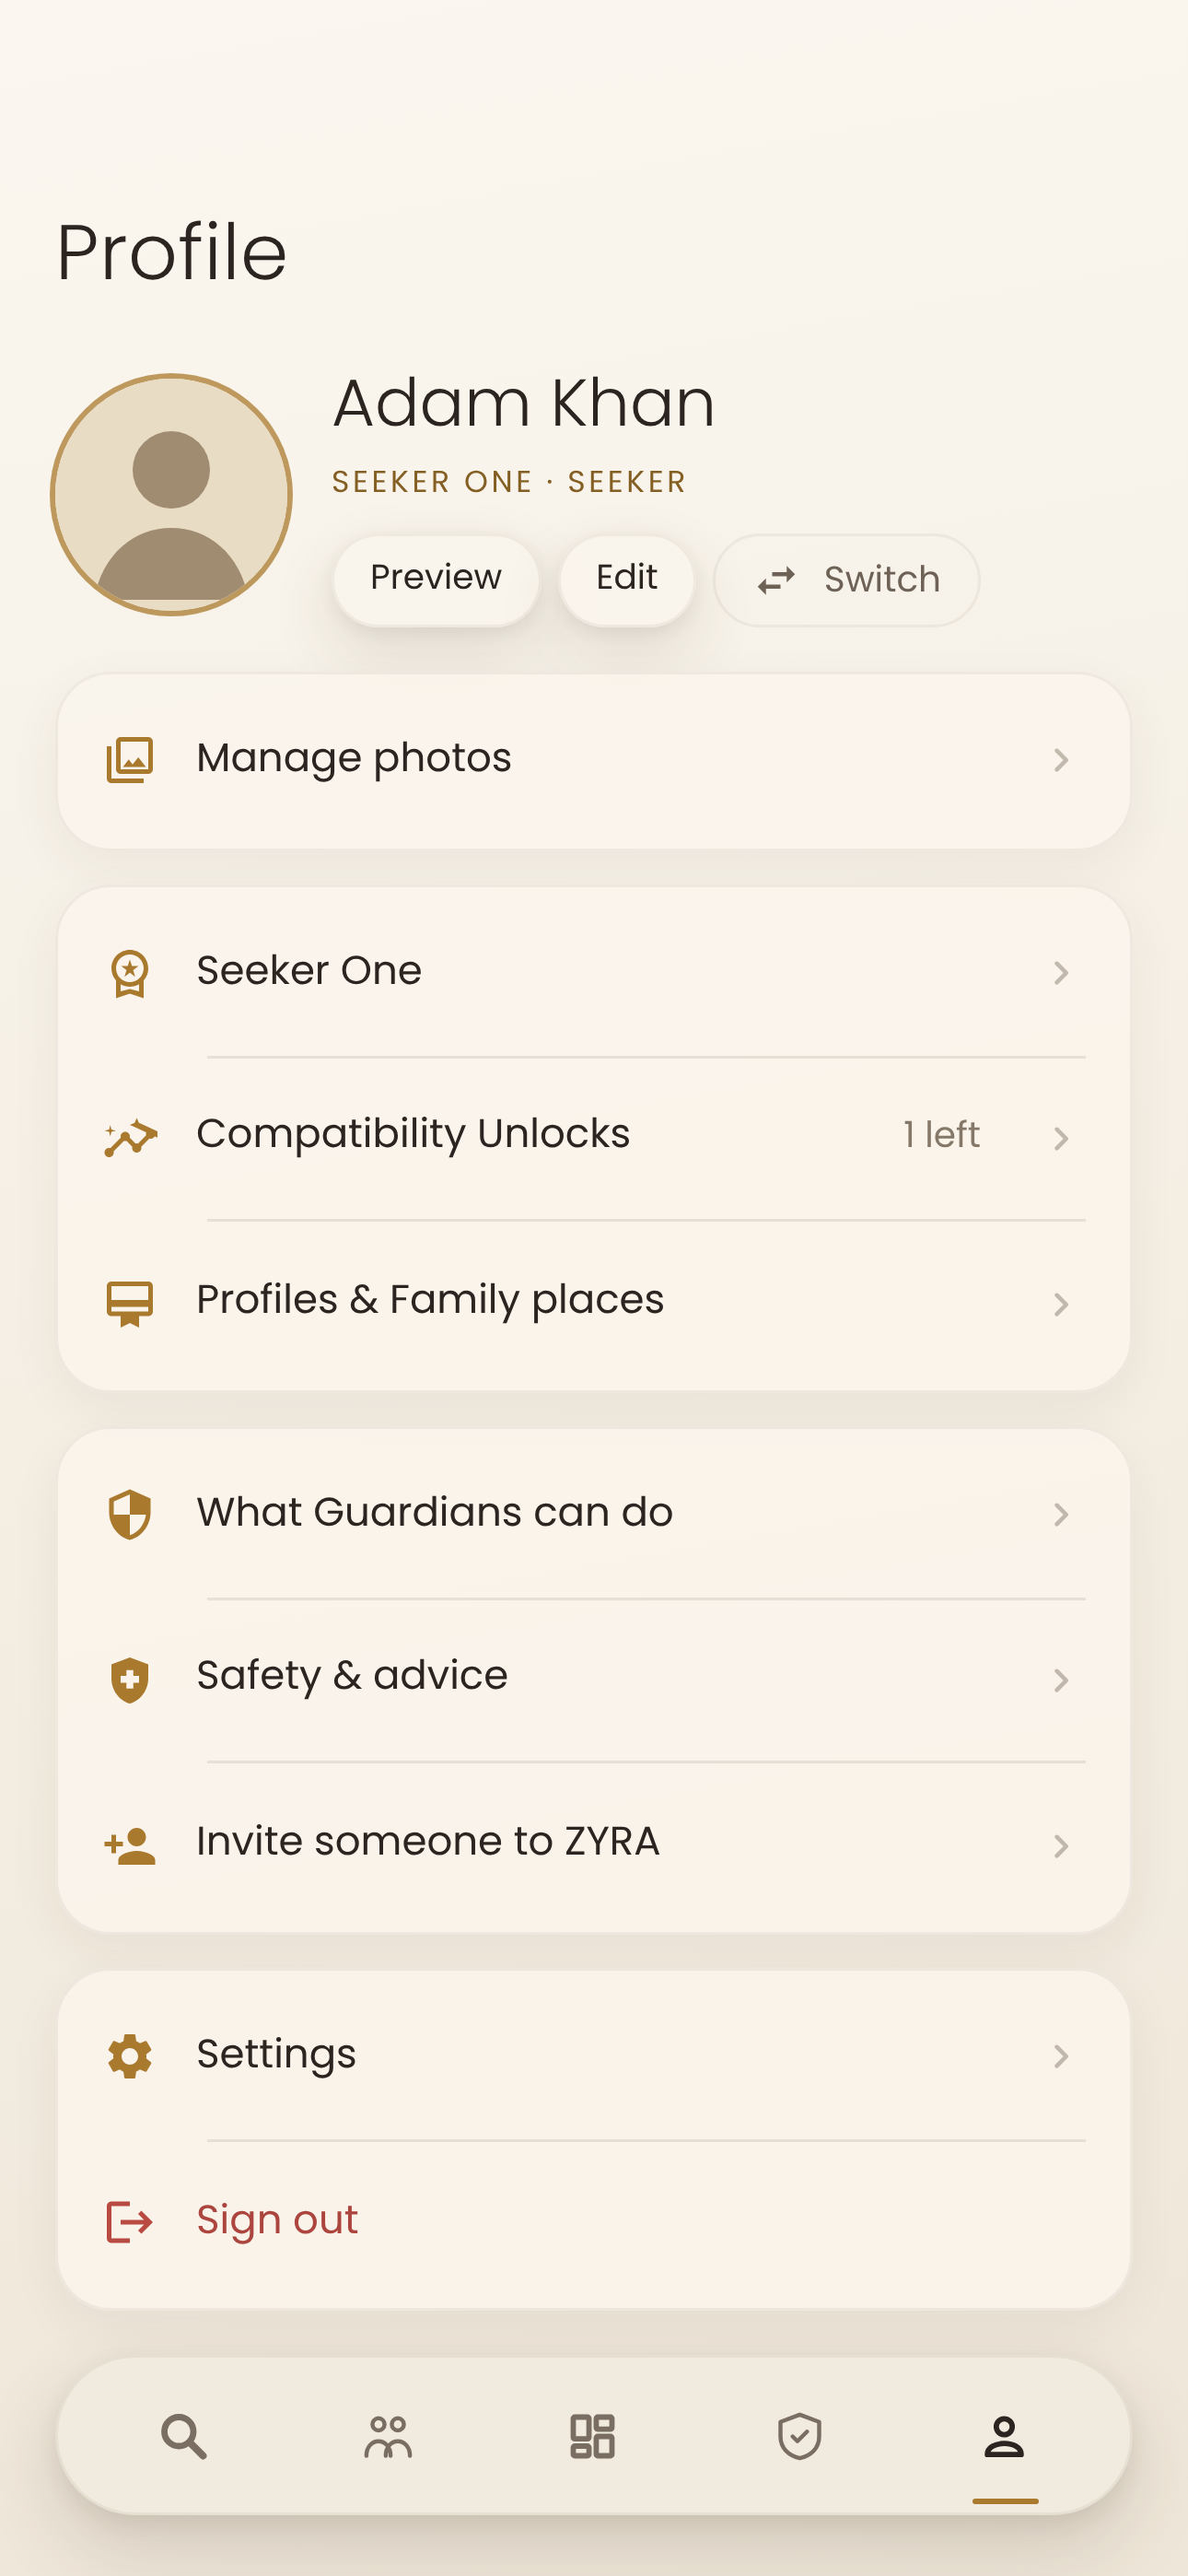 Profile
Adam Khan
SEEKER ONE · SEEKER
Preview Edit Switch
Manage photos
Seeker One
Compatibility Unlocks 1 left
Profiles & Family places
What Guardians can do
Safety & advice
Invite someone to ZYRA
Settings
Sign out